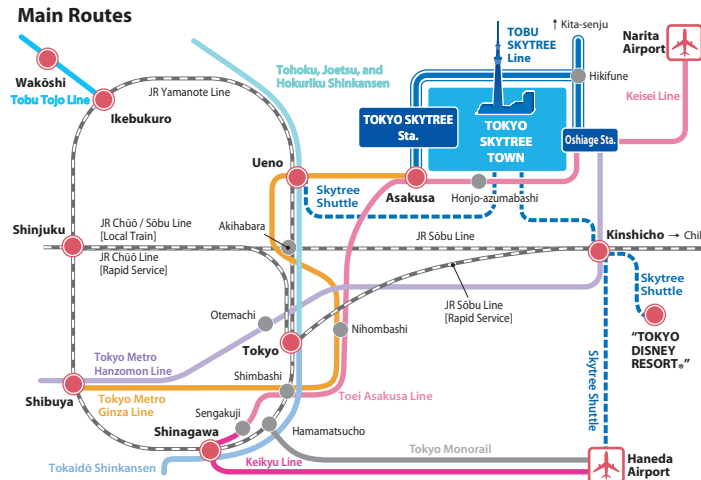 Main Routes
↑ Kita-senju
TOBU
SKYTREE
Line
Narita
Airport
Hikifune
Wakōshi
Tobu Tojo Line
JR Yamanote Line
Ikebukuro
Tohoku, Joetsu, and
Hokuriku Shinkansen
Keisei Line
TOKYO SKYTREE
Sta.
TOKYO
SKYTREE
TOWN
Oshiage Sta.
Ueno
Skytree
Shuttle
Asakusa
Honjo-azumabashi
Shinjuku
JR Chūō / Sōbu Line
[Local Train]
JR Chūō Line
[Rapid Service]
Akihabara
JR Sōbu Line
Kinshicho → Chi
Skytree
Shuttle
JR Sōbu Line
[Rapid Service]
Otemachi
Nihombashi
Tokyo
"TOKYO
DISNEY
RESORT®"
Tokyo Metro
Hanzomon Line
Shimbashi
Skytree Shuttle
Shibuya
Tokyo Metro
Ginza Line
Toei Asakusa Line
Sengakuji
Shinagawa
Hamamatsucho
Tokyo Monorail
Tokaidō Shinkansen
Keikyu Line
Haneda
Airport